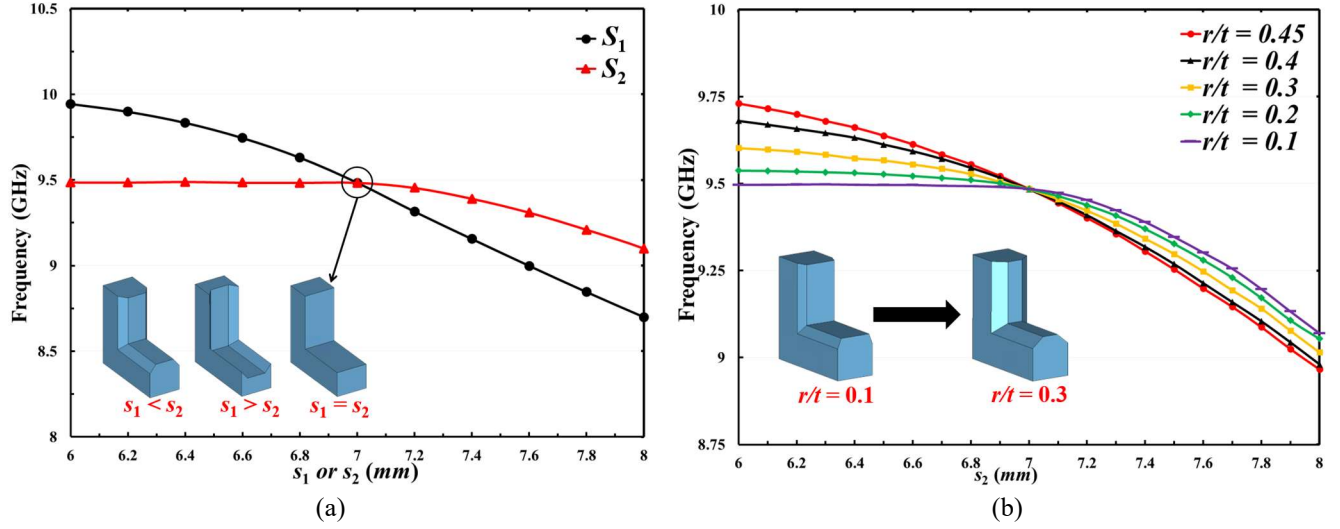 10.5
10
9.5
9
8.5
8
Frequency (GHz)
S₁
S₂
s₁ < s₂
s₁ > s₂
s₁ = s₂
6 6.2 6.4 6.6 6.8 7 7.2 7.4 7.6 7.8 8
s₁ or s₂ (mm)
(a)
10
9.75
9.5
9.25
9
8.75
Frequency (GHz)
r/t = 0.45
r/t = 0.4
r/t = 0.3
r/t = 0.2
r/t = 0.1
r/t = 0.1
r/t = 0.3
6 6.2 6.4 6.6 6.8 7 7.2 7.4 7.6 7.8 8
s₂ (mm)
(b)